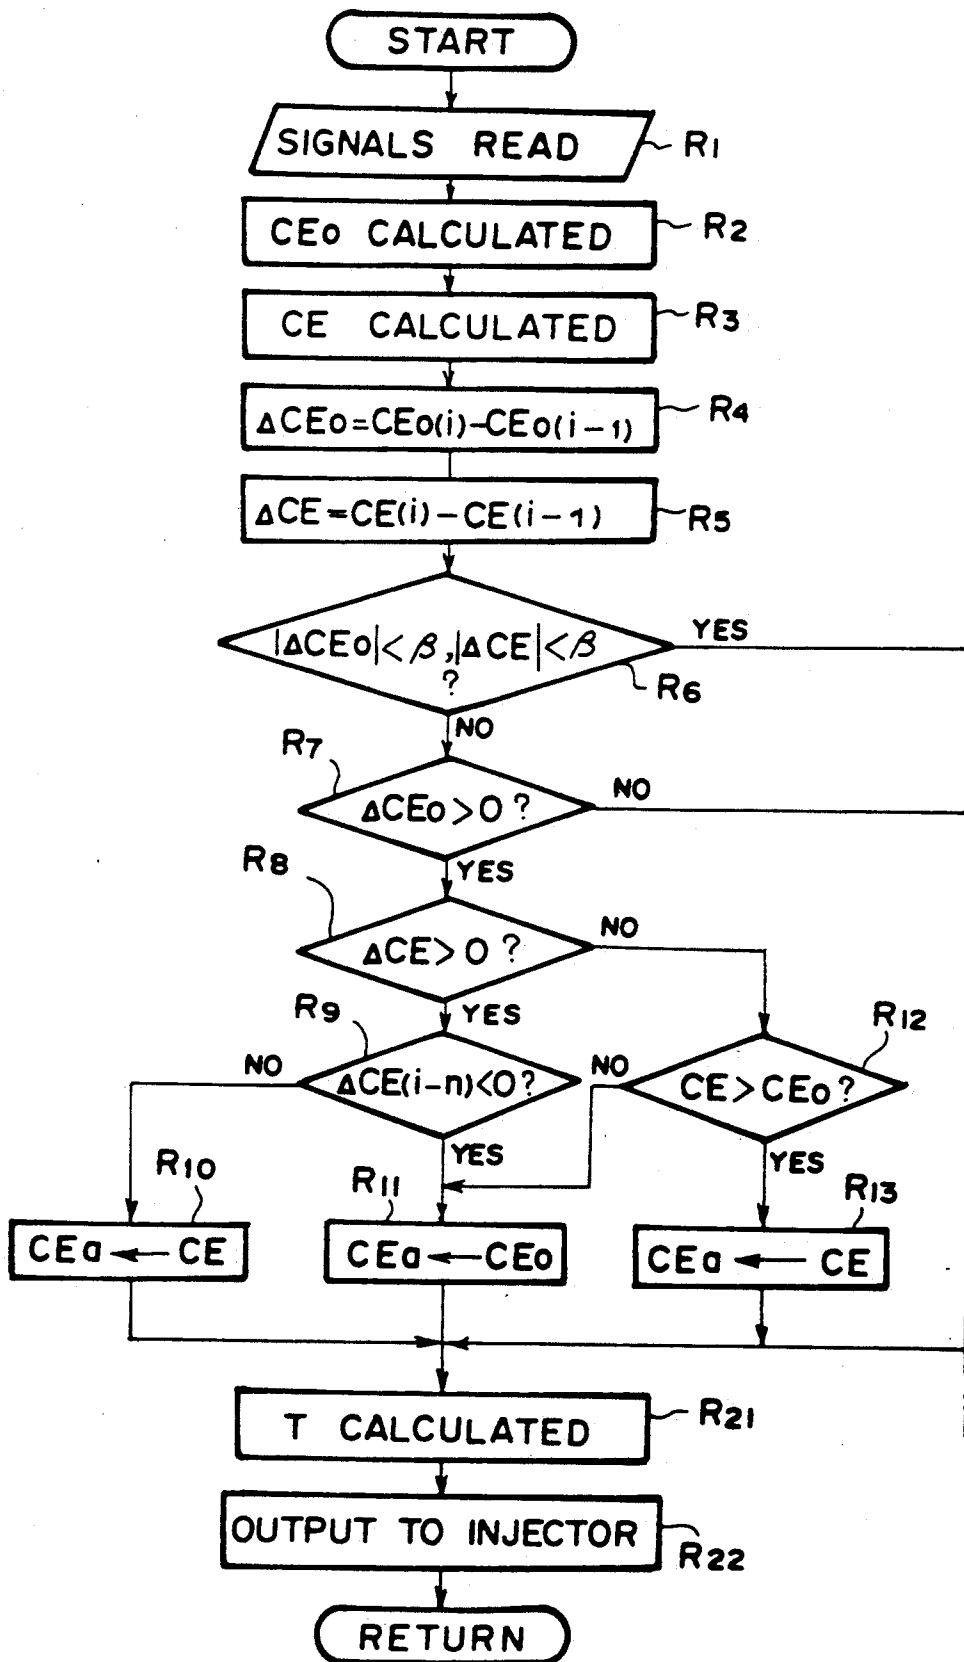 START
SIGNALS READ
R1
CEo CALCULATED
R2
CE CALCULATED
R3
ΔCEo=CEo(i)-CEo(i-1)
R4
ΔCE=CE(i)-CE(i-1)
R5
|ΔCEo|<β,|ΔCE|<β
?
YES
R6
NO
R7
ΔCEo>0?
NO
YES
R8
ΔCE>0?
NO
YES
R9
ΔCE(i-n)<0?
NO
YES
R12
CE>CEo?
NO
YES
R10
CEa←CE
R11
CEa←CEo
R13
CEa←CE
T CALCULATED
R21
OUTPUT TO INJECTOR
R22
RETURN